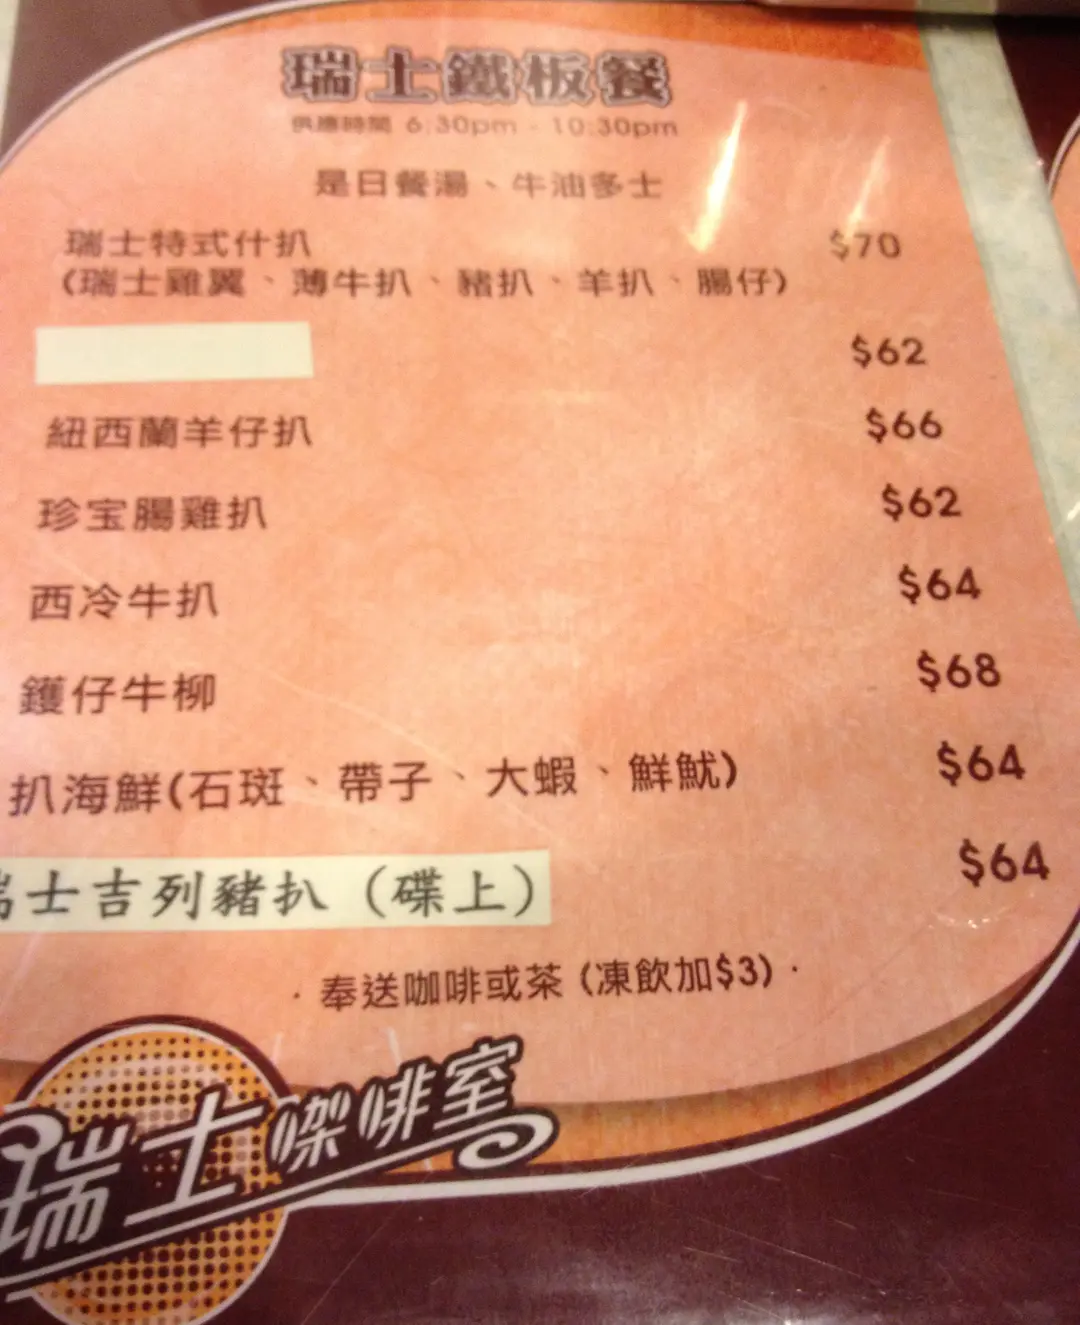 瑞士鐵板餐
供應時間 6:30pm - 10:30pm
是日餐湯、牛油多士
瑞士特式什扒 $70
(瑞士雞翼、薄牛扒、豬扒、羊扒、腸仔)
$62
紐西蘭羊仔扒 $66
珍宝腸雞扒 $62
西冷牛扒 $64
鑊仔牛柳 $68
扒海鮮(石斑、帶子、大蝦、鮮魷) $64
瑞士吉列豬扒（碟上） $64
·奉送咖啡或茶 (凍飲加$3)·
瑞士咖啡室